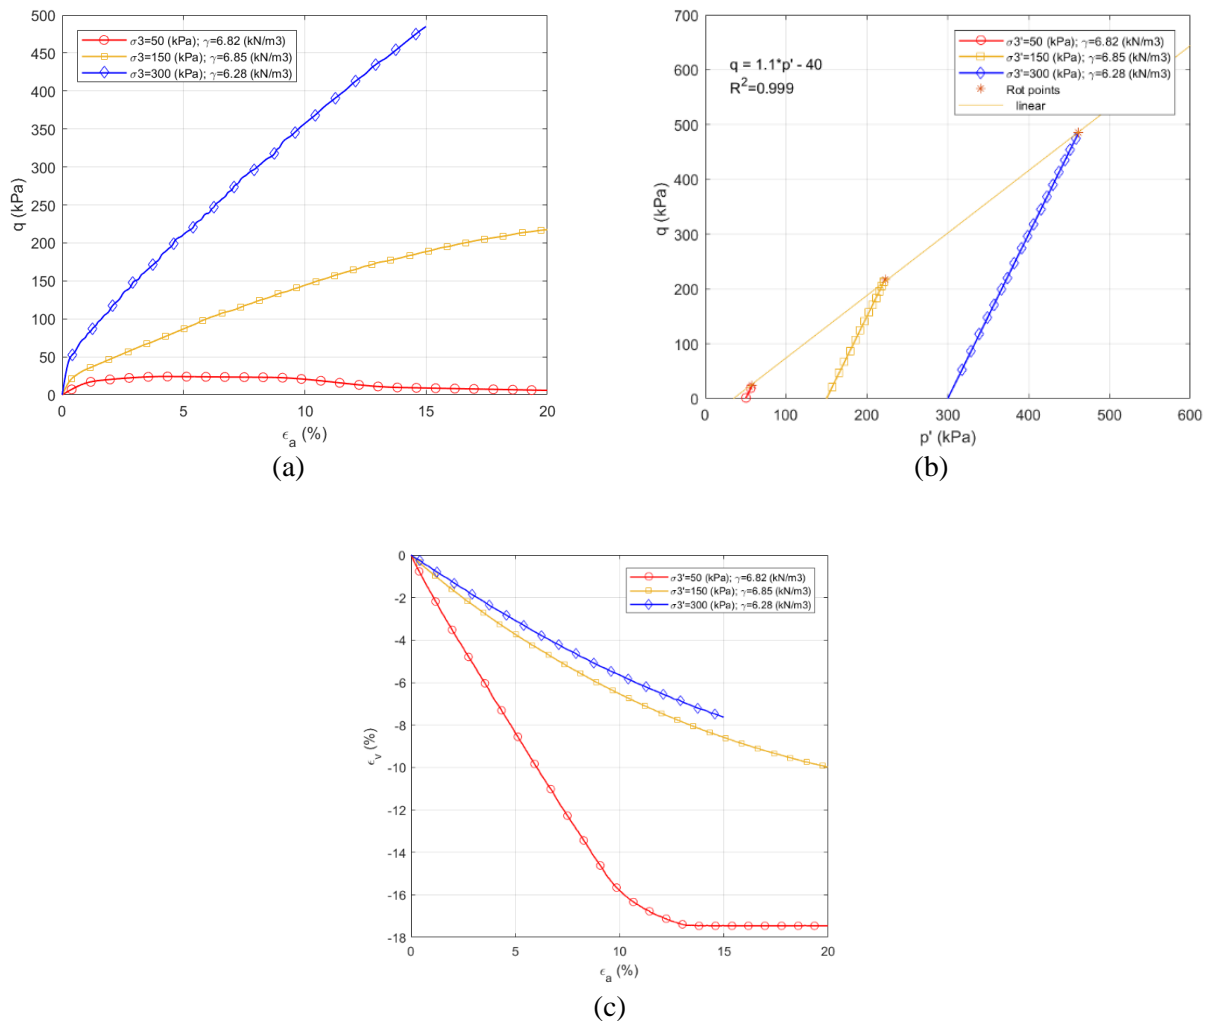 500
450
400
350
300
250
200
150
100
50
0
q (kPa)
σ3=50 (kPa); γ=6.82 (kN/m3)
σ3=150 (kPa); γ=6.85 (kN/m3)
σ3=300 (kPa); γ=6.28 (kN/m3)
0 5 10 15 20
ϵa (%)
(a)
700
600
500
400
300
200
100
0
q (kPa)
q = 1.1*p' - 40
R²=0.999
σ3'=50 (kPa); γ=6.82 (kN/m3)
σ3'=150 (kPa); γ=6.85 (kN/m3)
σ3'=300 (kPa); γ=6.28 (kN/m3)
Rot points
linear
0 100 200 300 400 500 600
p' (kPa)
(b)
0
-2
-4
-6
-8
-10
-12
-14
-16
-18
ϵv (%)
σ3'=50 (kPa); γ=6.82 (kN/m3)
σ3'=150 (kPa); γ=6.85 (kN/m3)
σ3'=300 (kPa); γ=6.28 (kN/m3)
0 5 10 15 20
ϵa (%)
(c)